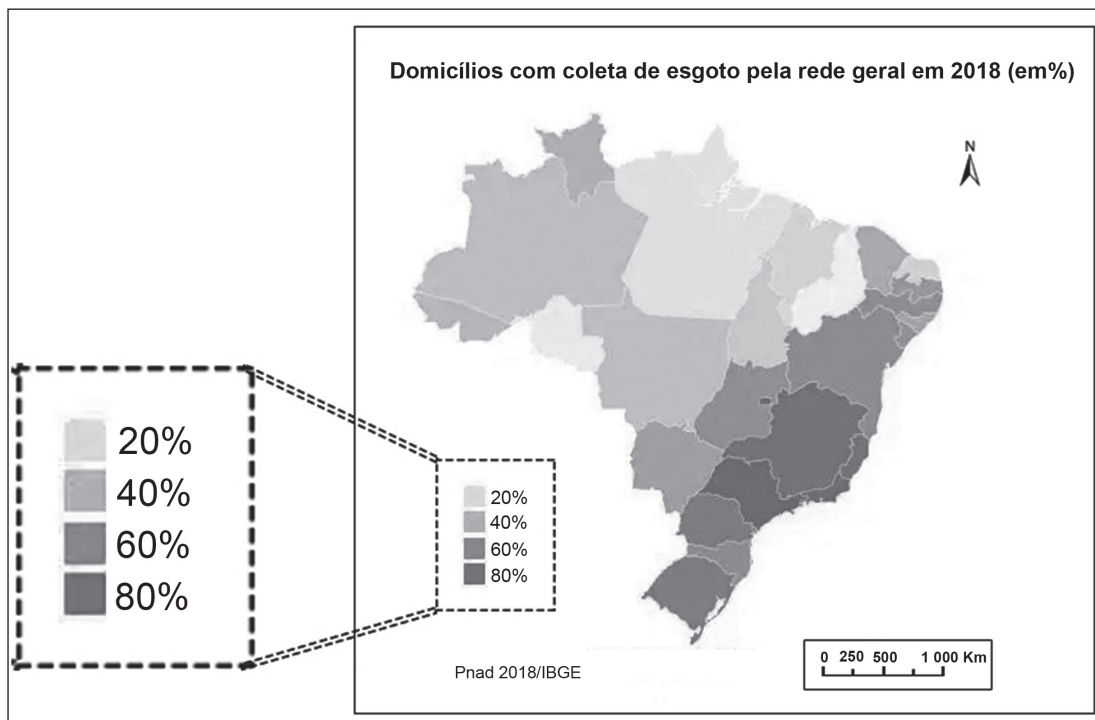 Domicílios com coleta de esgoto pela rede geral em 2018 (em%)
N
20%
40%
60%
80%
20%
40%
60%
80%
Pnad 2018/IBGE
0 250 500 1 000 Km